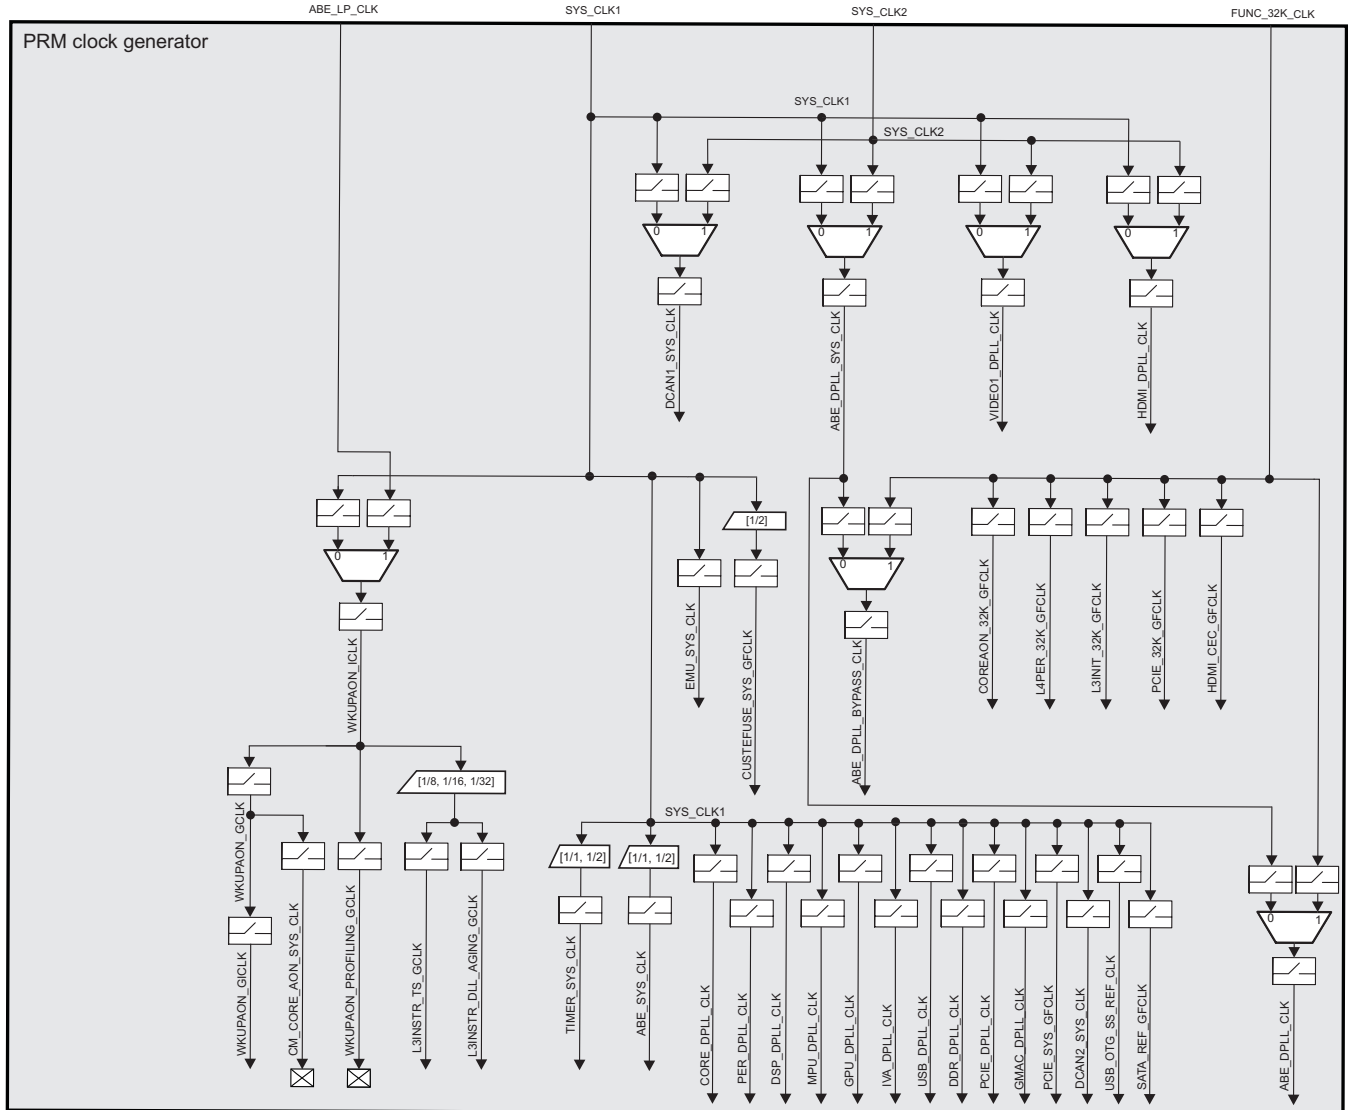 ABE_LP_CLK
SYS_CLK1
SYS_CLK2
FUNC_32K_CLK
PRM clock generator
SYS_CLK1
SYS_CLK2
0 1
0 1
0 1
0 1
DCAN1_SYS_CLK
ABE_DPLL_SYS_CLK
VIDEO1_DPLL_CLK
HDMI_DPLL_CLK
[1/2]
0 1
0 1
WKUPAON_ICLK
EMU_SYS_CLK
CUSTEFUSE_SYS_GFCLK
ABE_DPLL_BYPASS_CLK
COREAON_32K_GFCLK
L4PER_32K_GFCLK
L3INIT_32K_GFCLK
PCIE_32K_GFCLK
HDMI_CEC_GFCLK
[1/8, 1/16, 1/32]
SYS_CLK1
[1/1, 1/2]
[1/1, 1/2]
WKUPAON_GCLK
0 1
WKUPAON_GICLK
CM_CORE_AON_SYS_CLK
WKUPAON_PROFILING_GCLK
L3INSTR_TS_GCLK
L3INSTR_DLL_AGING_GCLK
TIMER_SYS_CLK
ABE_SYS_CLK
CORE_DPLL_CLK
PER_DPLL_CLK
DSP_DPLL_CLK
MPU_DPLL_CLK
GPU_DPLL_CLK
IVA_DPLL_CLK
USB_DPLL_CLK
DDR_DPLL_CLK
PCIE_DPLL_CLK
GMAC_DPLL_CLK
PCIE_SYS_GFCLK
DCAN2_SYS_CLK
USB_OTG_SS_REF_CLK
SATA_REF_GFCLK
ABE_DPLL_CLK